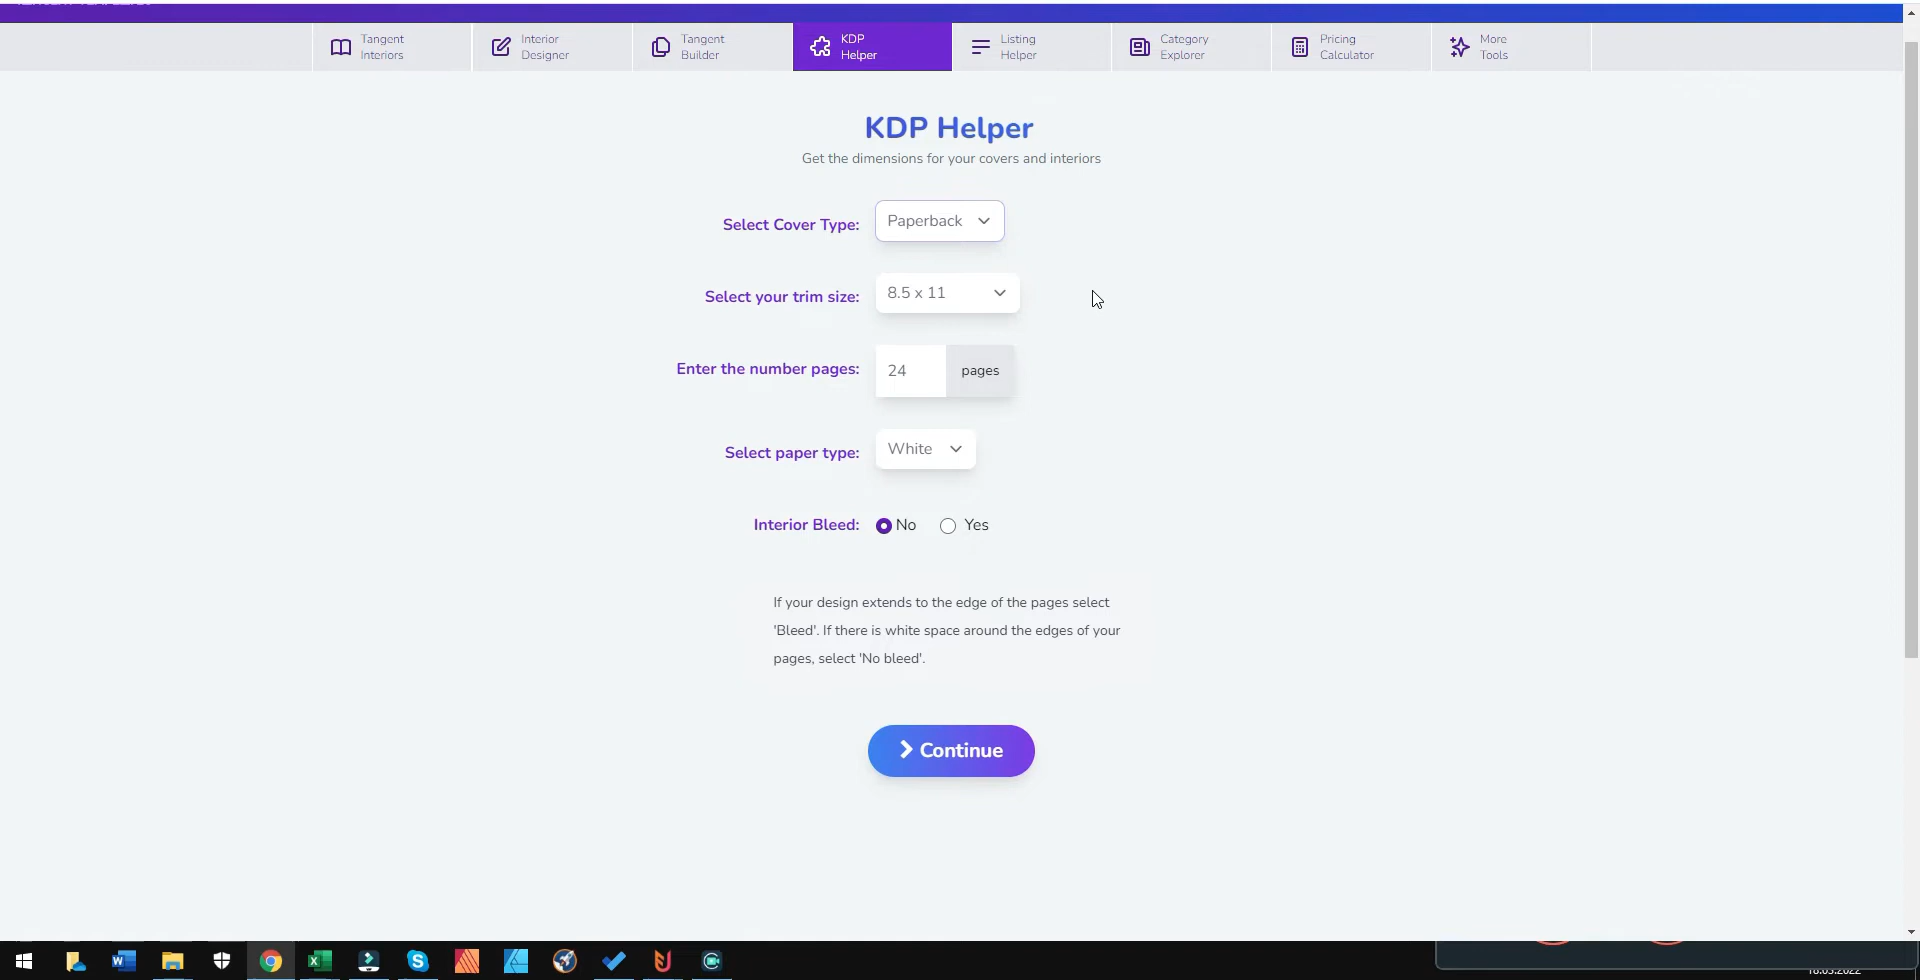 Tangent
Interiors
Interior
Designer
Tangent
Builder
KDP
Helper
Listing
Helper
Category
Explorer
Pricing
Calculator
More
Tools
KDP Helper
Get the dimensions for your covers and interiors
Select Cover Type: Paperback
Select your trim size: 8.5 x 11
Enter the number pages: 24 pages
Select paper type: White
Interior Bleed: No Yes
If your design extends to the edge of the pages select
'Bleed'. If there is white space around the edges of your
pages, select 'No bleed'.
Continue
18.03.2022